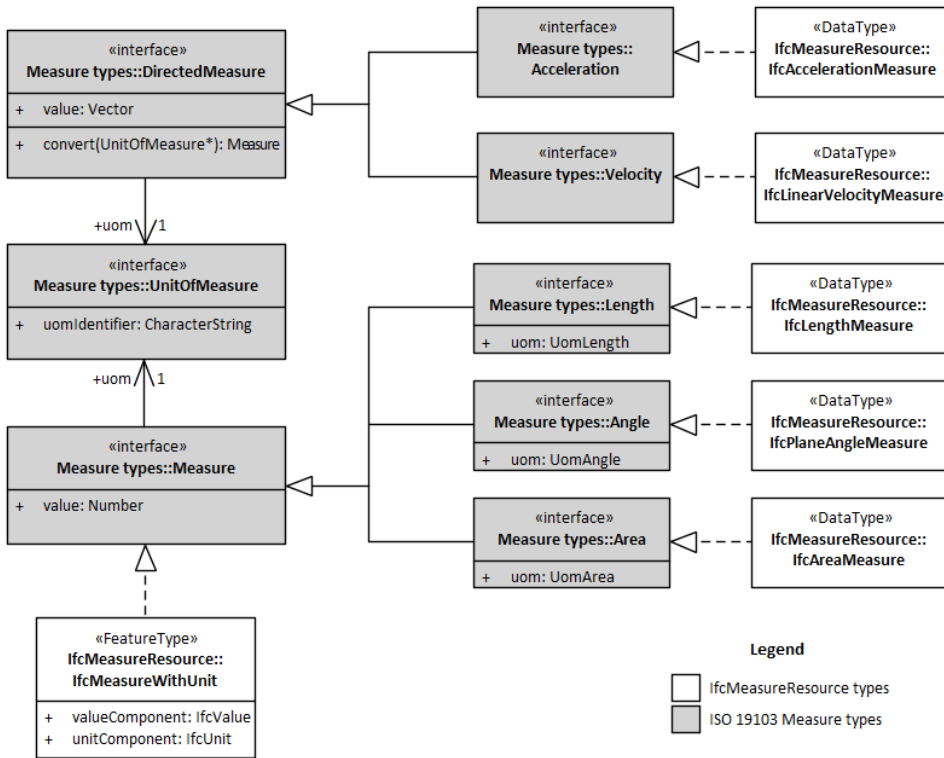 «interface»
Measure types::DirectedMeasure
+ value: Vector
+ convert(UnitOfMeasure*): Measure
+uom 1
«interface»
Measure types::UnitOfMeasure
+ uomIdentifier: CharacterString
+uom 1
«interface»
Measure types::Measure
+ value: Number
«FeatureType»
IfcMeasureResource::
IfcMeasureWithUnit
+ valueComponent: IfcValue
+ unitComponent: IfcUnit
«interface»
Measure types::
Acceleration
«interface»
Measure types::Velocity
«interface»
Measure types::Length
+ uom: UomLength
«interface»
Measure types::Angle
+ uom: UomAngle
«interface»
Measure types::Area
+ uom: UomArea
«DataType»
IfcMeasureResource::
IfcAccelerationMeasure
«DataType»
IfcMeasureResource::
IfcLinearVelocityMeasure
«DataType»
IfcMeasureResource::
IfcLengthMeasure
«DataType»
IfcMeasureResource::
IfcPlaneAngleMeasure
«DataType»
IfcMeasureResource::
IfcAreaMeasure
Legend
IfcMeasureResource types
ISO 19103 Measure types